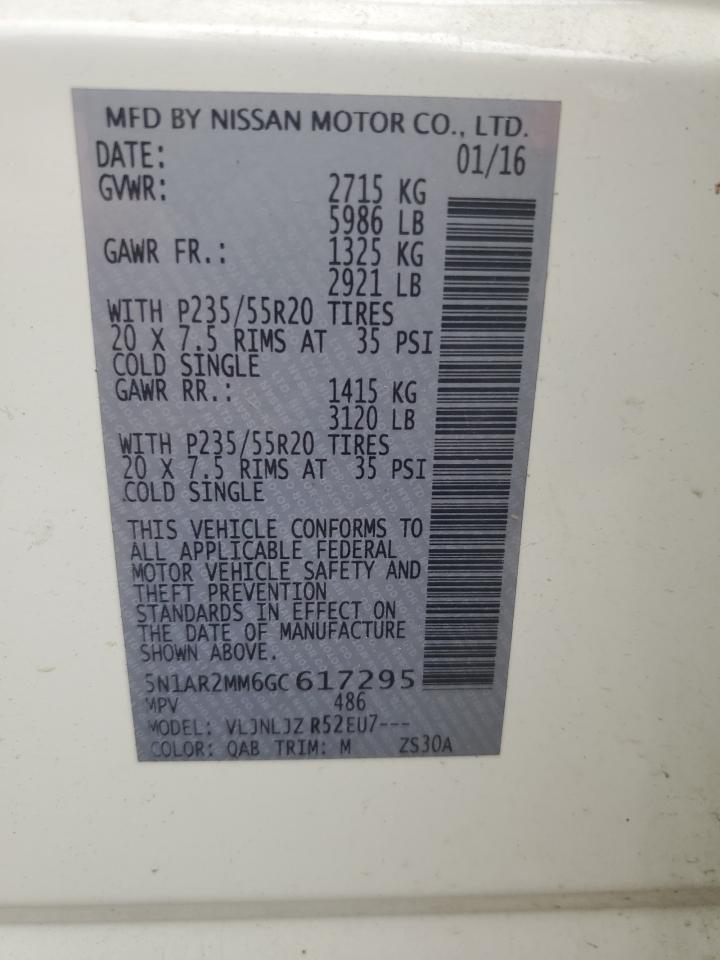 MFD BY NISSAN MOTOR CO., LTD.
DATE: 01/16
GVWR: 2715 KG
5986 LB
GAWR FR.: 1325 KG
2921 LB
WITH P235/55R20 TIRES
20 X 7.5 RIMS AT 35 PSI
COLD SINGLE
GAWR RR.: 1415 KG
3120 LB
WITH P235/55R20 TIRES
20 X 7.5 RIMS AT 35 PSI
COLD SINGLE
THIS VEHICLE CONFORMS TO
ALL APPLICABLE FEDERAL
MOTOR VEHICLE SAFETY AND
THEFT PREVENTION
STANDARDS IN EFFECT ON
THE DATE OF MANUFACTURE
SHOWN ABOVE.
5N1AR2MM6GC617295
MPV 486
MODEL: VLJNLJZ R52EU7---
COLOR: QAB TRIM: M ZS30A